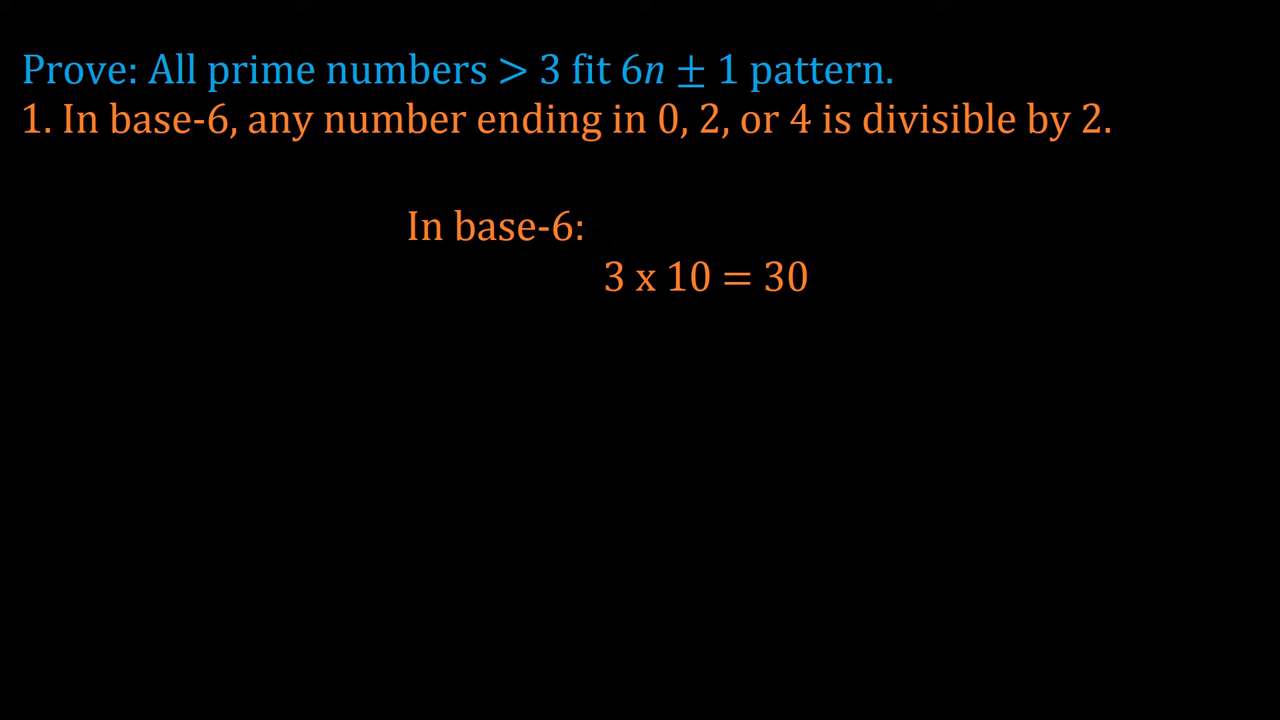 Prove: All prime numbers > 3 fit 6n ± 1 pattern.
1. In base-6, any number ending in 0, 2, or 4 is divisible by 2.
In base-6:
3 x 10 = 30